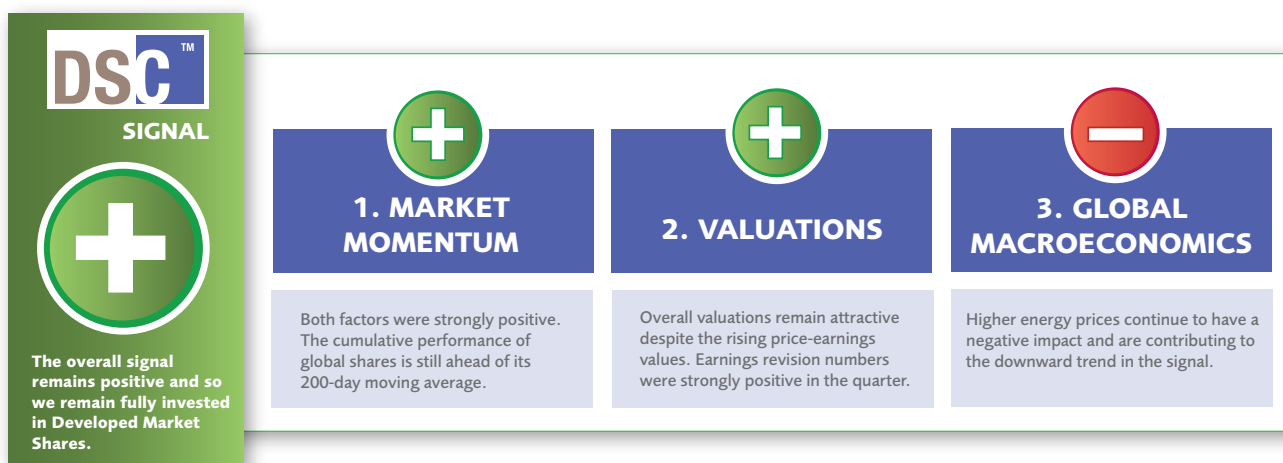 DSC™
SIGNAL
The overall signal
remains positive and so
we remain fully invested
in Developed Market
Shares.
1. MARKET
MOMENTUM
Both factors were strongly positive.
The cumulative performance of
global shares is still ahead of its
200-day moving average.
2. VALUATIONS
Overall valuations remain attractive
despite the rising price-earnings
values. Earnings revision numbers
were strongly positive in the quarter.
3. GLOBAL
MACROECONOMICS
Higher energy prices continue to have a
negative impact and are contributing to
the downward trend in the signal.